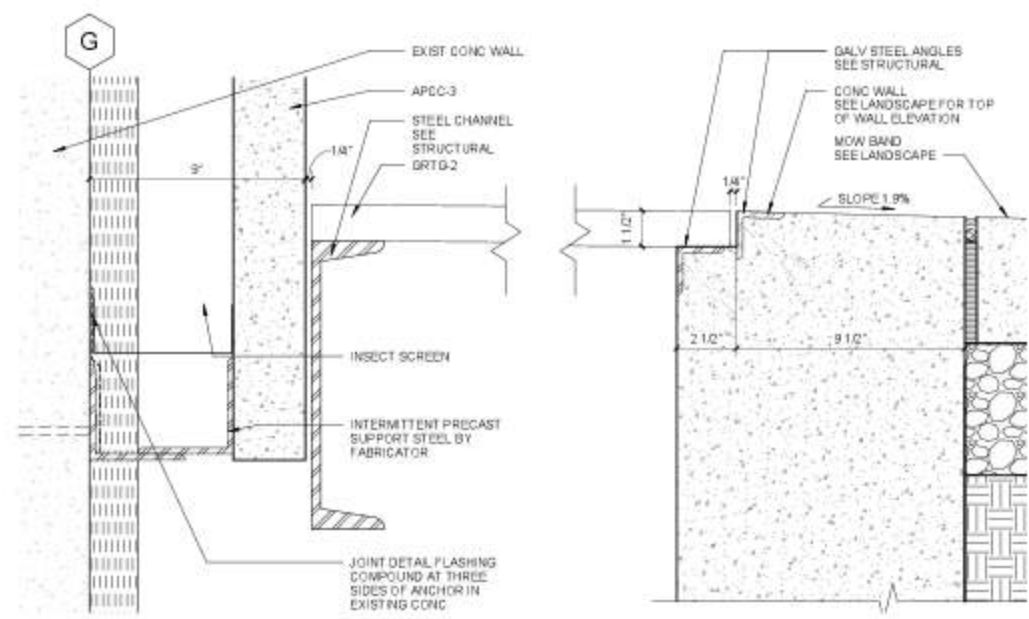 G
EXIST CONC WALL
APCC-3
STEEL CHANNEL
SEE
STRUCTURAL
GRTG-2
9"
1/4"
INSECT SCREEN
INTERMITTENT PRECAST
SUPPORT STEEL BY
FABRICATOR
JOINT DETAIL FLASHING
COMPOUND AT THREE
SIDES OF ANCHOR IN
EXISTING CONC
GALV STEEL ANGLES
SEE STRUCTURAL
CONC WALL
SEE LANDSCAPE FOR TOP
OF WALL ELEVATION
MOW BAND
SEE LANDSCAPE
1/4"
SLOPE 1.9%
1 1/2"
2 1/2"
9 1/2"